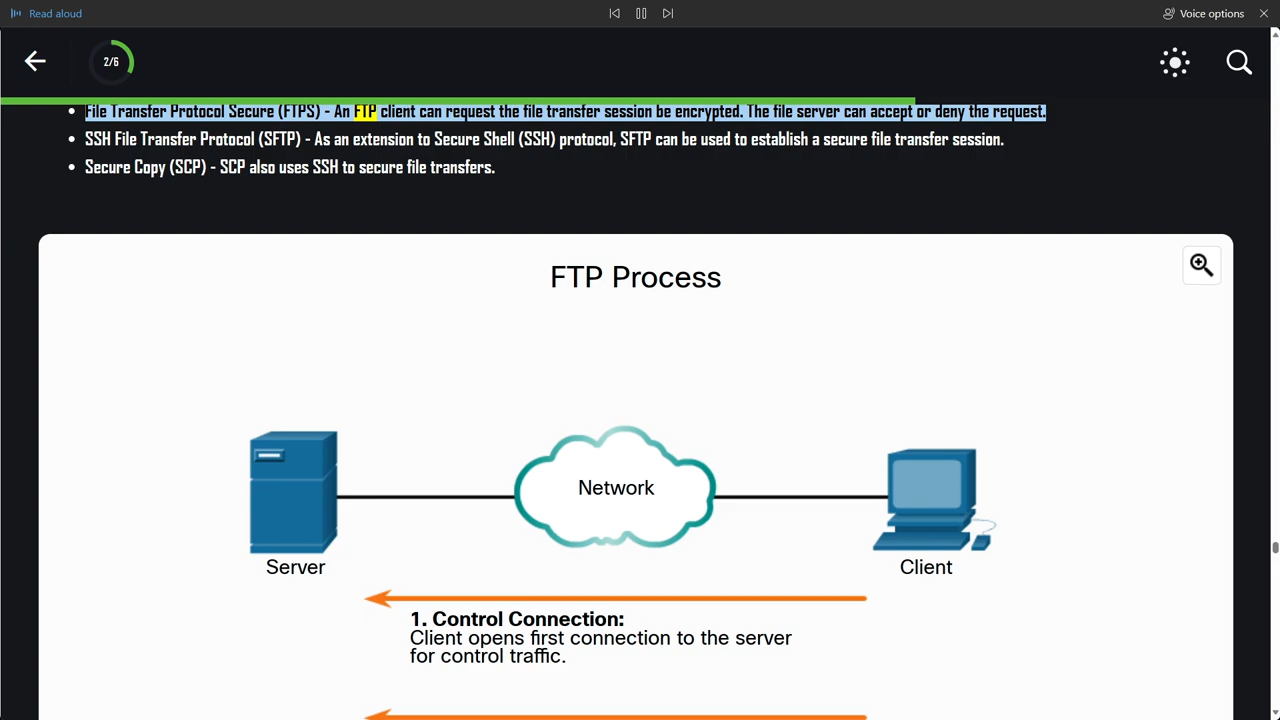 Read aloud
Voice options
2/6
• File Transfer Protocol Secure (FTPS) - An FTP client can request the file transfer session be encrypted. The file server can accept or deny the request.
• SSH File Transfer Protocol (SFTP) - As an extension to Secure Shell (SSH) protocol, SFTP can be used to establish a secure file transfer session.
• Secure Copy (SCP) - SCP also uses SSH to secure file transfers.
FTP Process
Network
Server
Client
1. Control Connection:
Client opens first connection to the server
for control traffic.